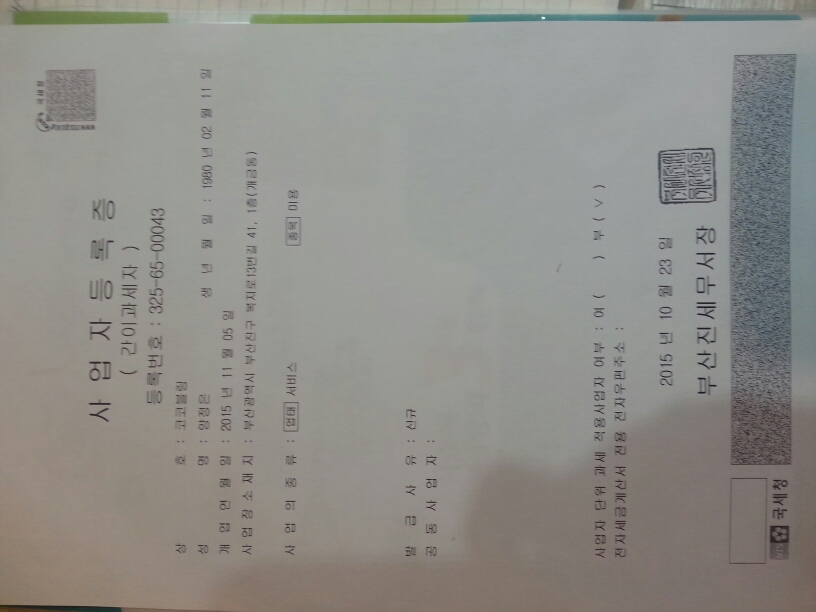 국세청
사업자등록증
( 간이과세자 )
등록번호 : 325-65-00043
상 호 : 코코블링
성 명 : 임정은 생 년 월 일 : 1980 년 02 월 11 일
개 업 연 월 일 : 2015 년 11 월 05 일
사 업 장 소 재 지 : 부산광역시 부산진구 복지로13번길 41, 1층(개금동)
사 업 의 종 류 : 업태 서비스 종목 미용
발 급 사 유 : 신규
공 동 사 업 자 :
사업자 단위 과세 적용사업자 여부 : 여 ( ) 부 ( ∨ )
전자세금계산서 전용 전자우편주소 :
2015 년 10 월 23 일
부산진세무서장
국세청